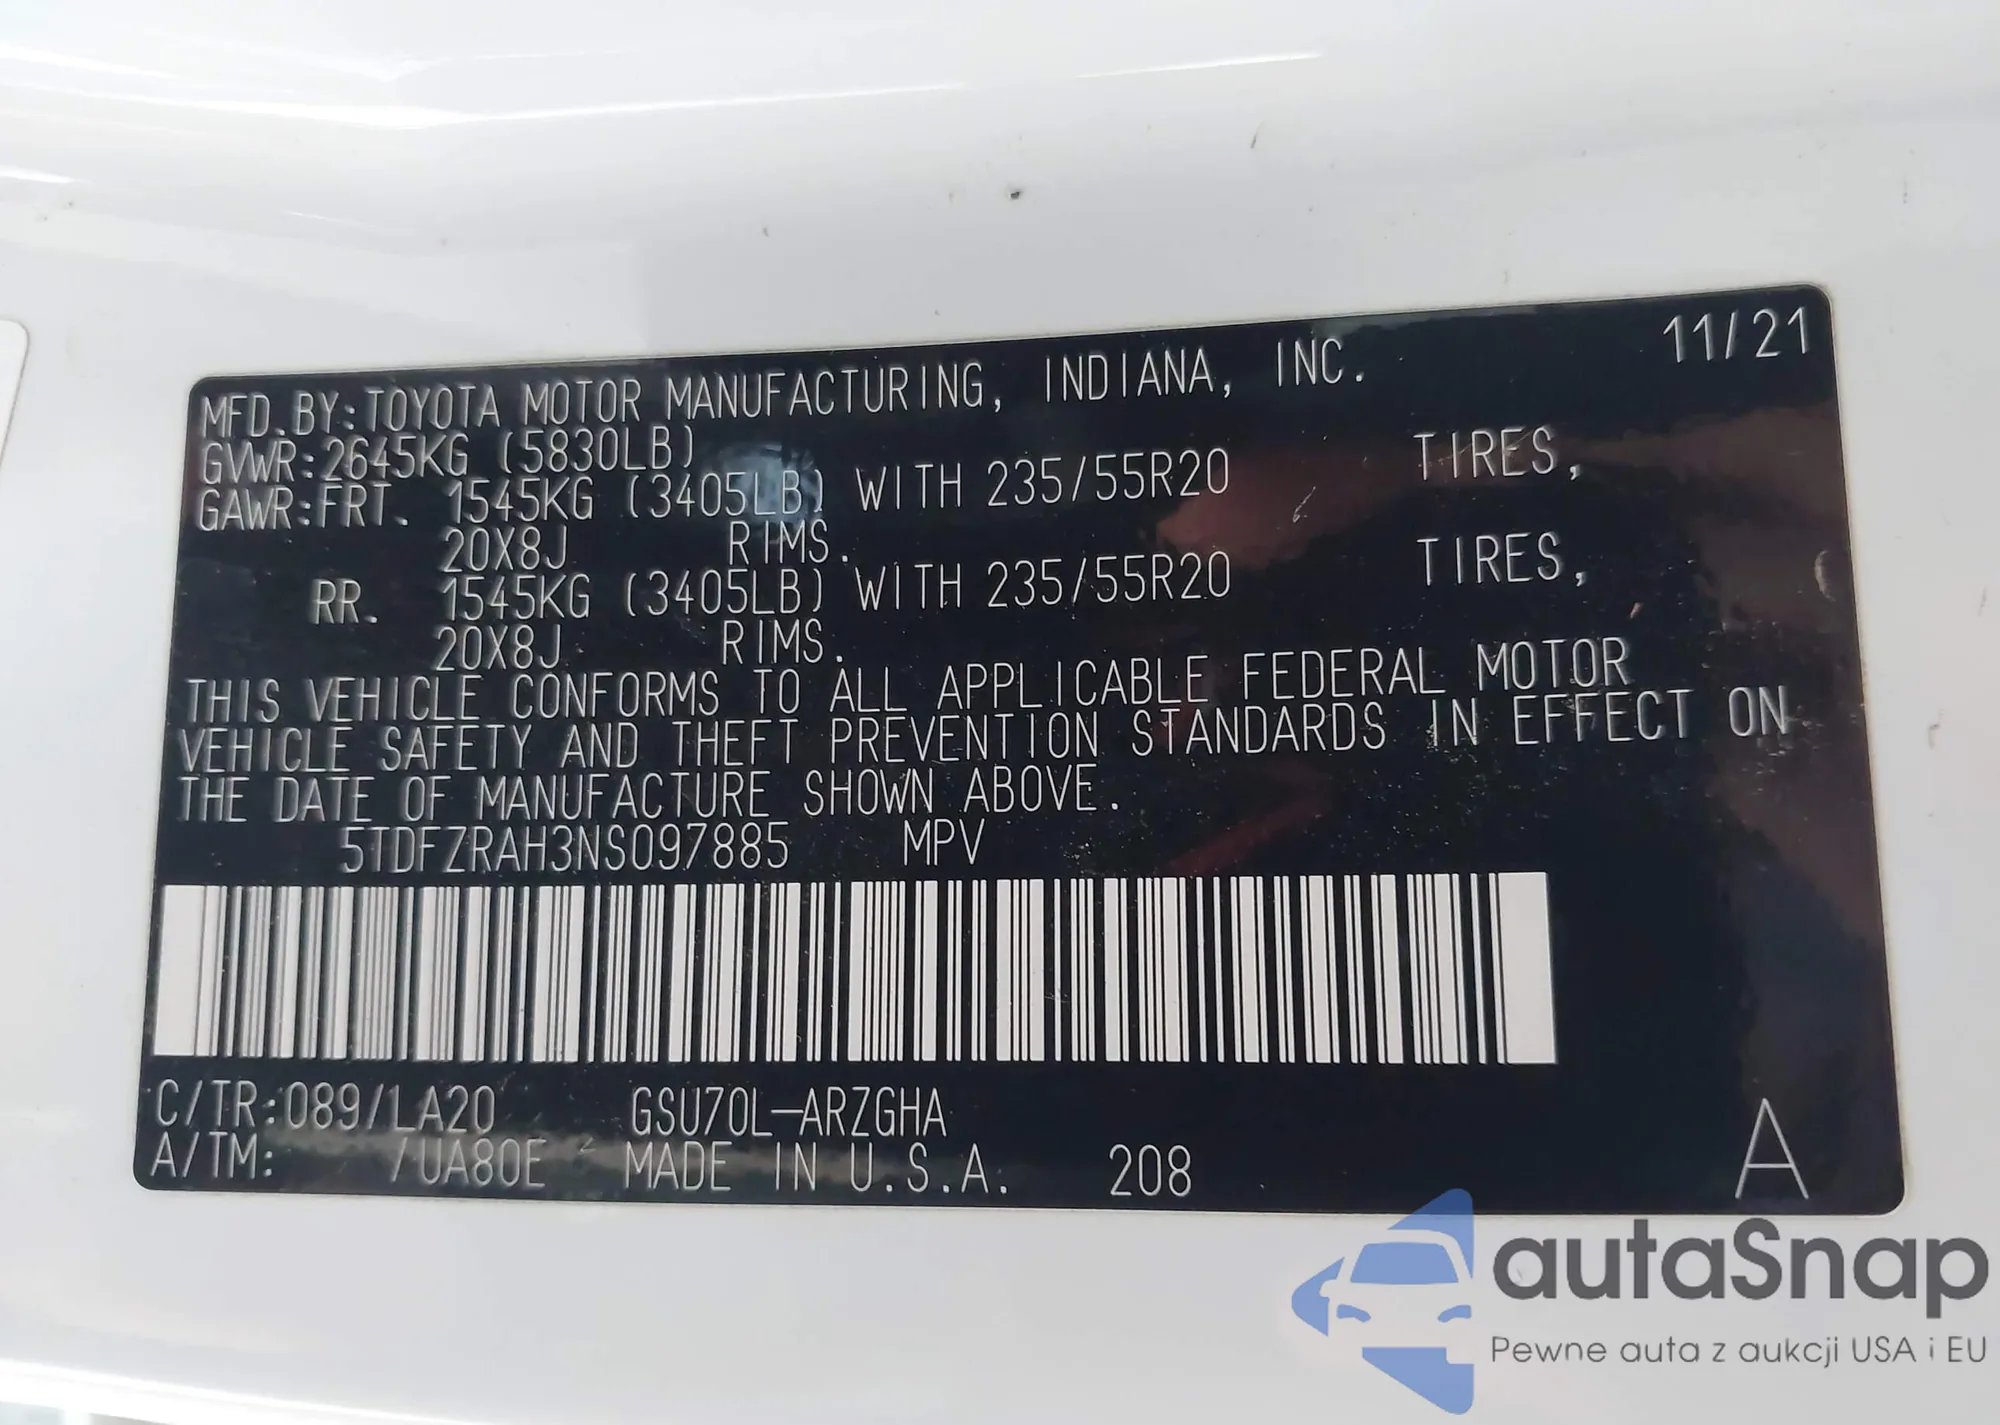 11/21
MFD.BY:TOYOTA MOTOR MANUFACTURING, INDIANA, INC.
GVWR:2645KG (5830LB)
GAWR:FRT. 1545KG (3405LB) WITH 235/55R20 TIRES,
20X8J RIMS.
RR. 1545KG (3405LB) WITH 235/55R20 TIRES,
20X8J RIMS.
THIS VEHICLE CONFORMS TO ALL APPLICABLE FEDERAL MOTOR
VEHICLE SAFETY AND THEFT PREVENTION STANDARDS IN EFFECT ON
THE DATE OF MANUFACTURE SHOWN ABOVE.
5TDFZRAH3NS097885 MPV
C/TR:089/LA20 GSU70L-ARZGHA
A/TM: /UA80E MADE IN U.S.A. 208 A
autaSnap
Pewne auta z aukcji USA i EU